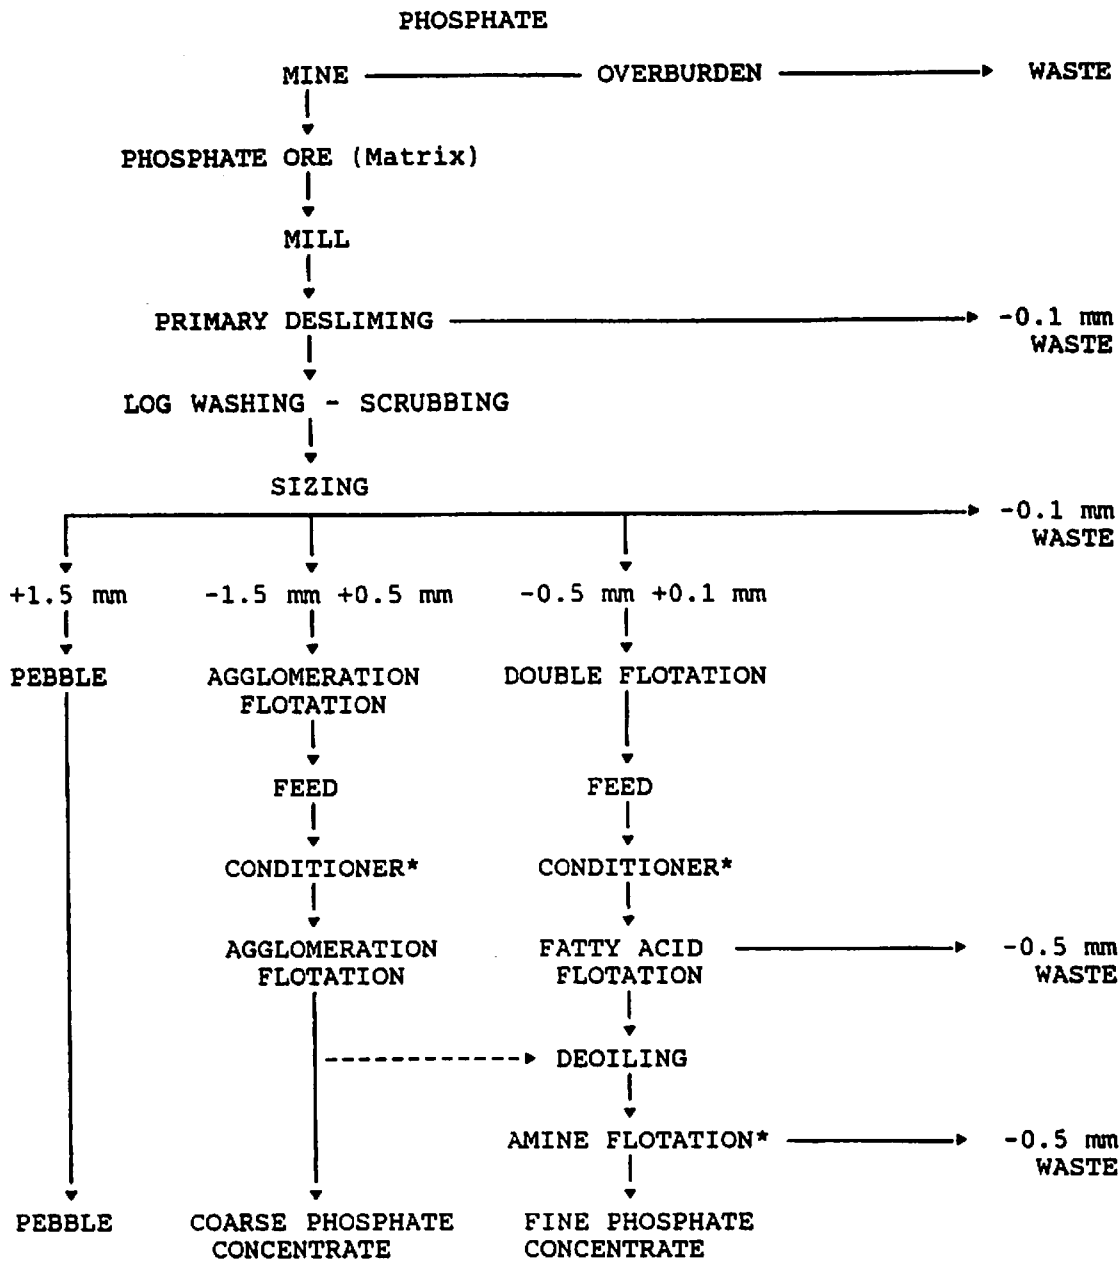 PHOSPHATE
MINE OVERBURDEN WASTE
PHOSPHATE ORE (Matrix)
MILL
PRIMARY DESLIMING -0.1 mm
WASTE
LOG WASHING - SCRUBBING
SIZING
-0.1 mm
WASTE
+1.5 mm -1.5 mm +0.5 mm -0.5 mm +0.1 mm
PEBBLE AGGLOMERATION DOUBLE FLOTATION
FLOTATION
FEED FEED
CONDITIONER* CONDITIONER*
AGGLOMERATION FATTY ACID -0.5 mm
FLOTATION FLOTATION WASTE
DEOILING
AMINE FLOTATION* -0.5 mm
WASTE
PEBBLE COARSE PHOSPHATE FINE PHOSPHATE
CONCENTRATE CONCENTRATE